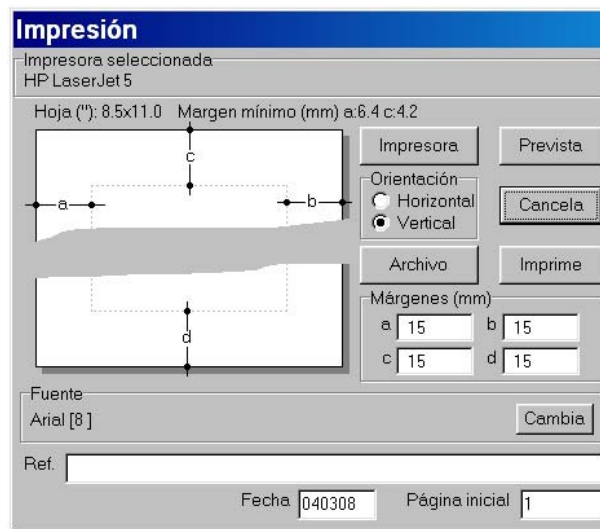 Impresión
Impresora seleccionada
HP LaserJet 5
Hoja ("): 8.5x11.0 Margen mínimo (mm) a:6.4 c:4.2
c
a
b
d
Impresora Prevista
Orientación
Horizontal
Vertical
Cancela
Archivo Imprime
Márgenes (mm)
a 15 b 15
c 15 d 15
Fuente
Arial [8 ]
Cambia
Ref.
Fecha 040308 Página inicial 1